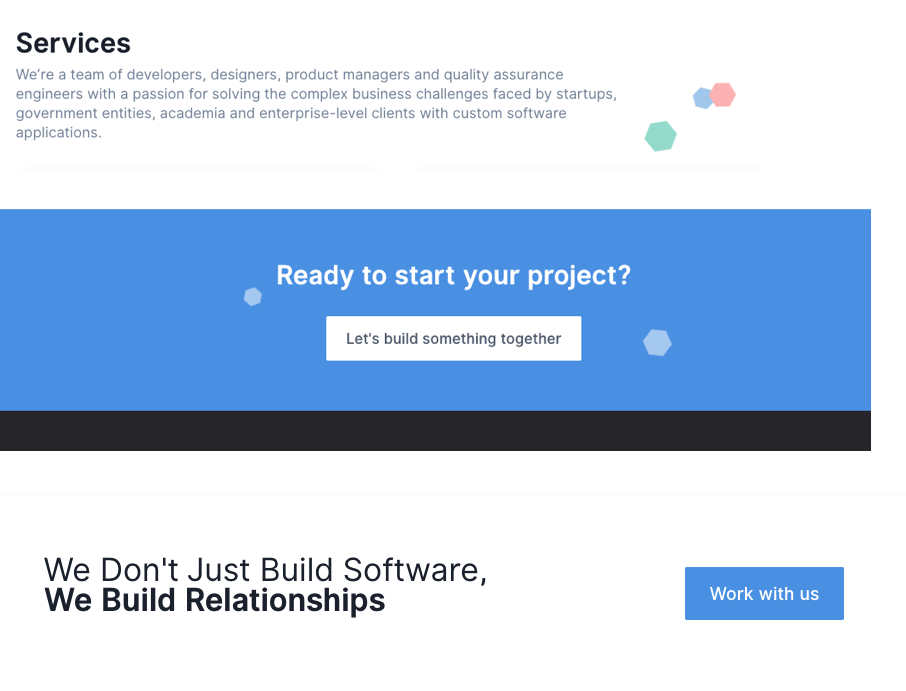 Services
We’re a team of developers, designers, product managers and quality assurance
engineers with a passion for solving the complex business challenges faced by startups,
government entities, academia and enterprise-level clients with custom software
applications.
Ready to start your project?
Let's build something together
We Don't Just Build Software,
We Build Relationships
Work with us